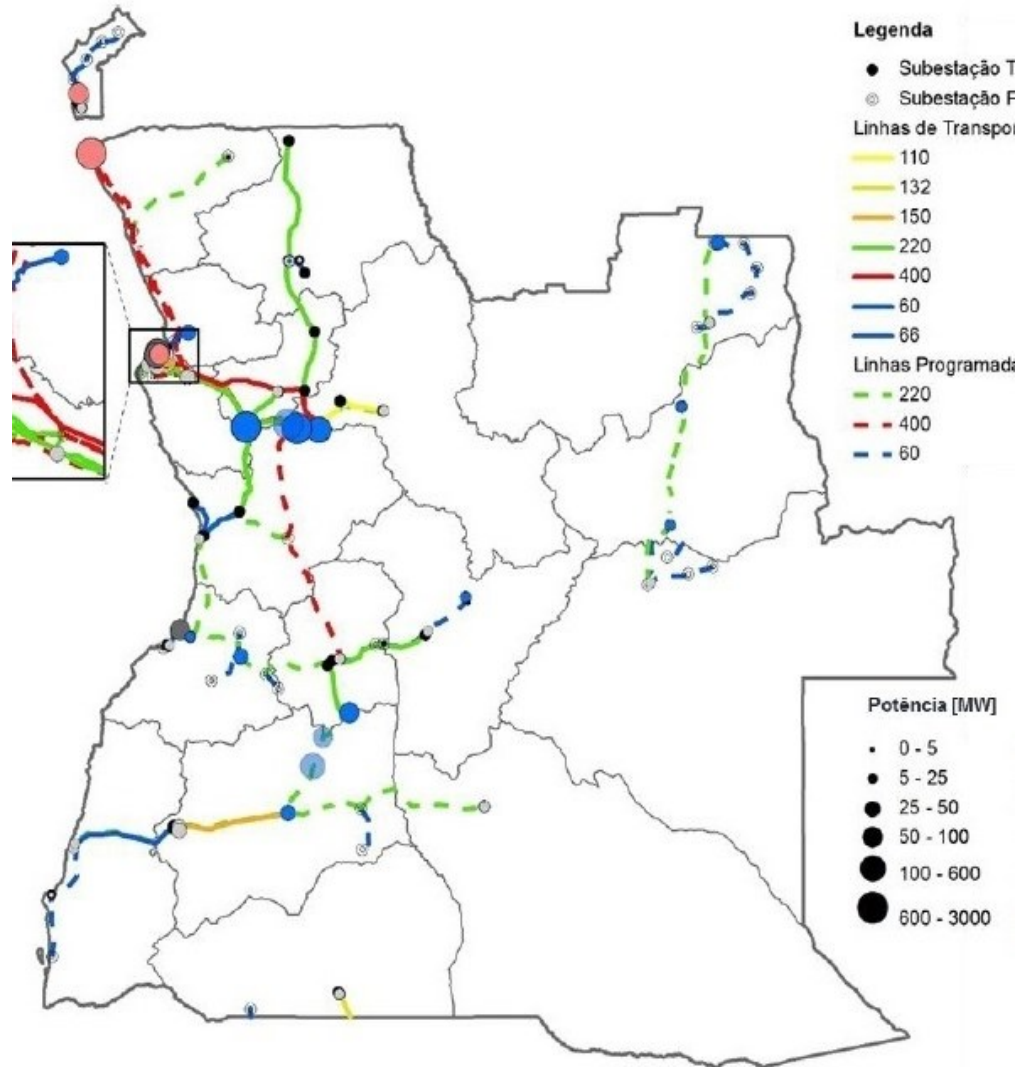 Legenda
Subestação T
Subestação F
Linhas de Transpor
110
132
150
220
400
60
66
Linhas Programada
220
400
60
Potência [MW]
0 - 5
5 - 25
25 - 50
50 - 100
100 - 600
600 - 3000